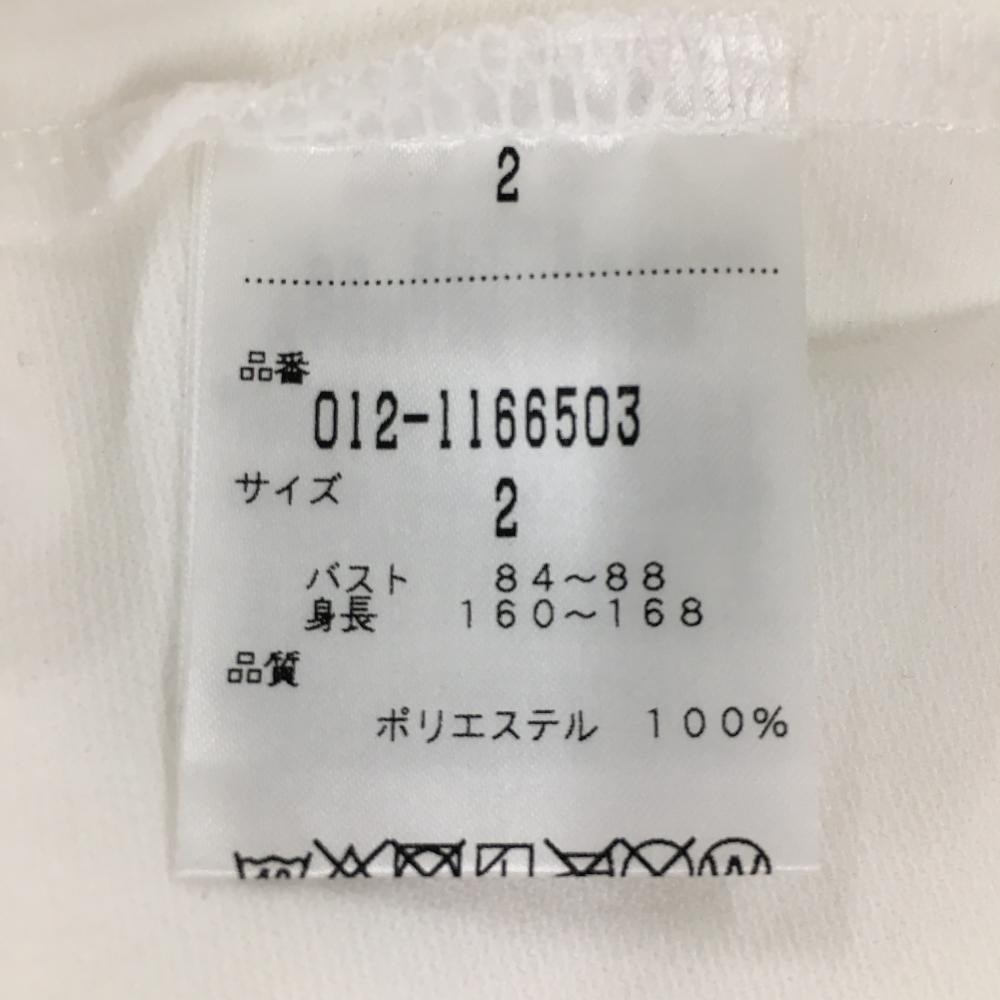 2
品番
012-1166503
サイズ
2
バスト 84~88
身長 160~168
品質
ポリエステル 100%